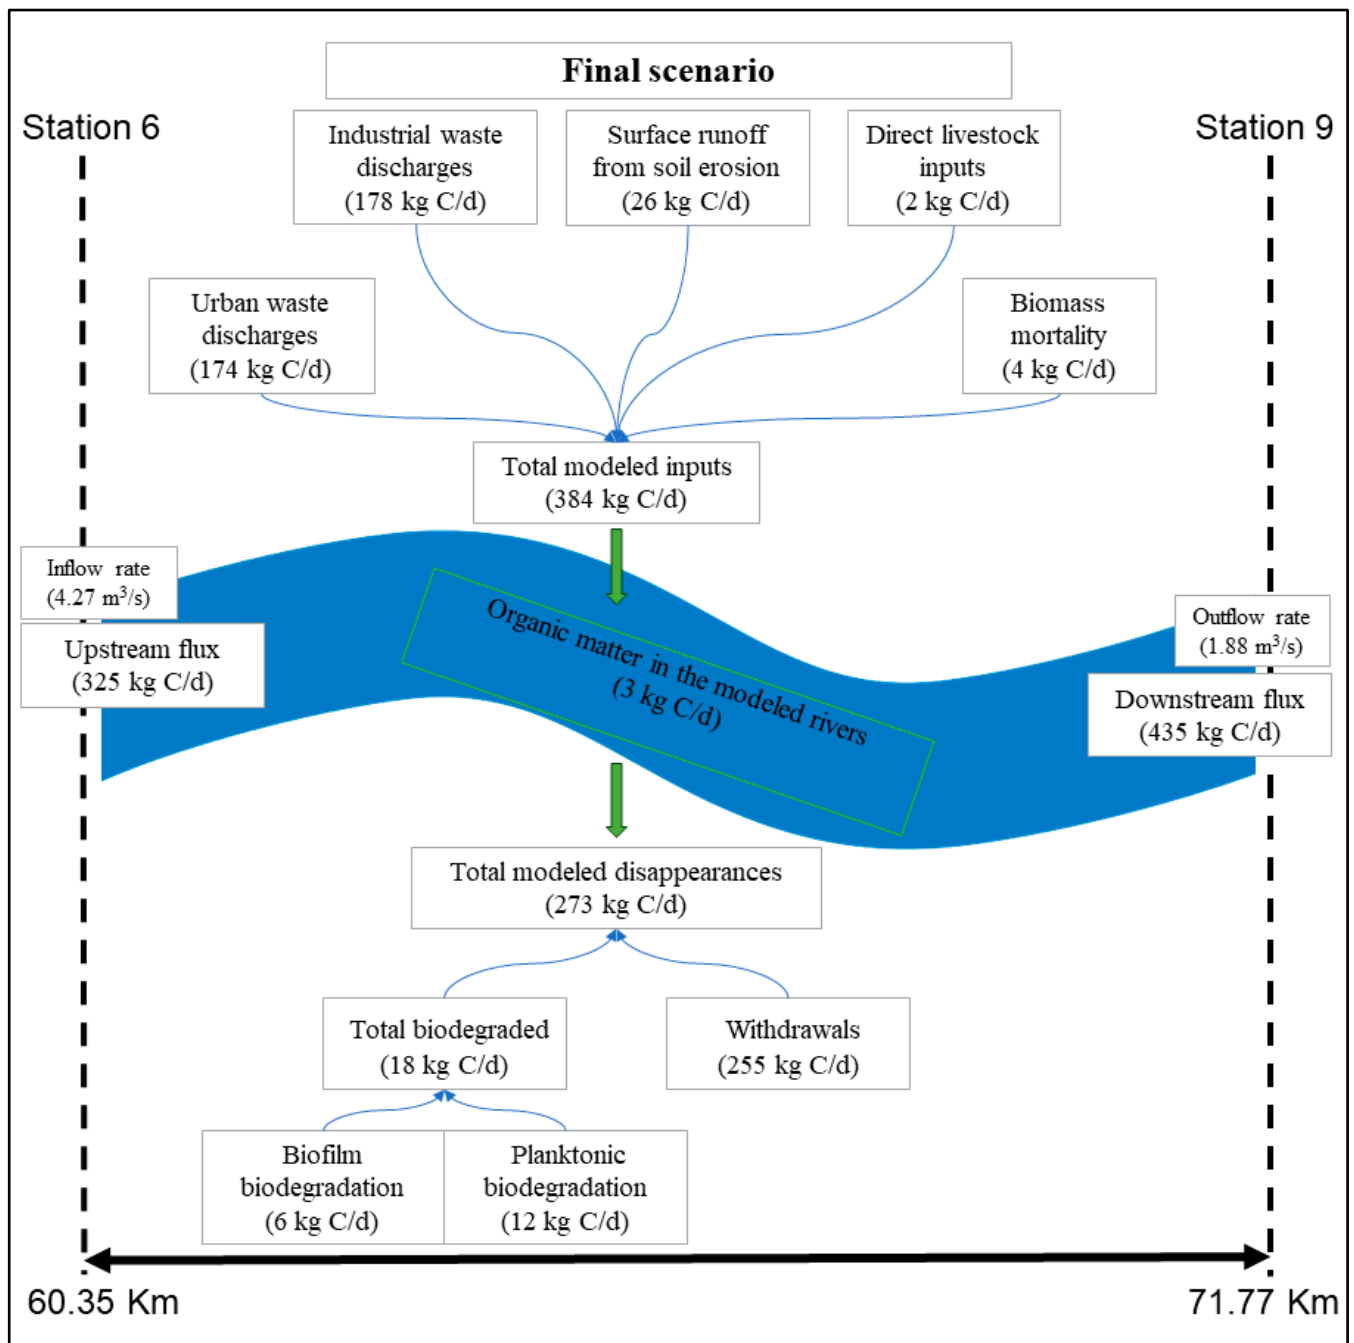 Final scenario
Station 6
Station 9
Industrial waste
discharges
(178 kg C/d)
Surface runoff
from soil erosion
(26 kg C/d)
Direct livestock
inputs
(2 kg C/d)
Urban waste
discharges
(174 kg C/d)
Biomass
mortality
(4 kg C/d)
Total modeled inputs
(384 kg C/d)
Inflow rate
(4.27 m³/s)
Upstream flux
(325 kg C/d)
Organic matter in the modeled rivers
(3 kg C/d)
Outflow rate
(1.88 m³/s)
Downstream flux
(435 kg C/d)
Total modeled disappearances
(273 kg C/d)
Total biodegraded
(18 kg C/d)
Withdrawals
(255 kg C/d)
Biofilm
biodegradation
(6 kg C/d)
Planktonic
biodegradation
(12 kg C/d)
60.35 Km
71.77 Km